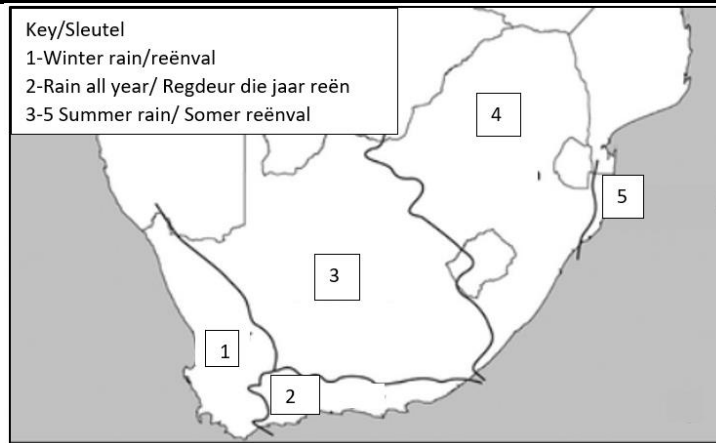 Key/Sleutel
1-Winter rain/reënval
2-Rain all year/ Regdeur die jaar reën
3-5 Summer rain/ Somer reënval
4
5
3
1
2